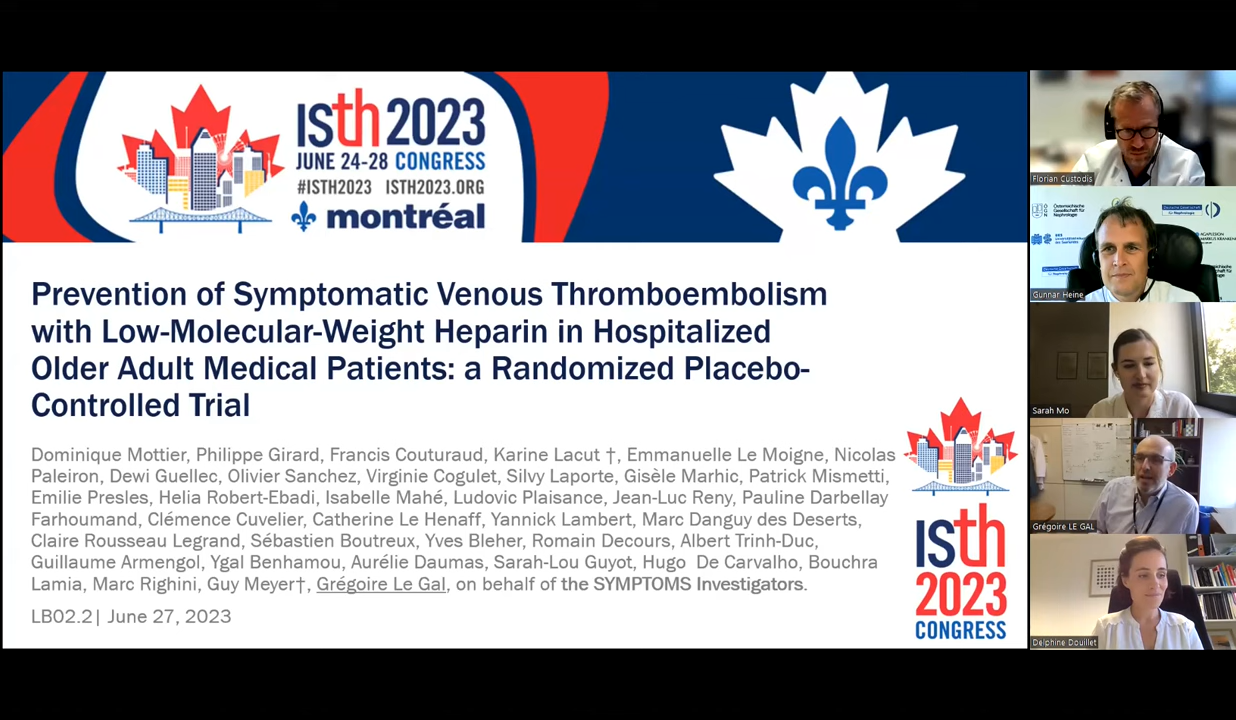 ISth 2023
JUNE 24-28 CONGRESS
#ISTH2023 ISTH2023.ORG
montréal
Prevention of Symptomatic Venous Thromboembolism
with Low-Molecular-Weight Heparin in Hospitalized
Older Adult Medical Patients: a Randomized Placebo-
Controlled Trial
Dominique Mottier, Philippe Girard, Francis Couturaud, Karine Lacut †, Emmanuelle Le Moigne, Nicolas
Paleiron, Dewi Guellec, Olivier Sanchez, Virginie Cogulet, Silvy Laporte, Gisèle Marhic, Patrick Mismetti,
Emilie Presles, Helia Robert-Ebadi, Isabelle Mahé, Ludovic Plaisance, Jean-Luc Reny, Pauline Darbellay
Farhoumand, Clémence Cuvelier, Catherine Le Henaff, Yannick Lambert, Marc Danguy des Deserts,
Claire Rousseau Legrand, Sébastien Boutreux, Yves Bleher, Romain Decours, Albert Trinh-Duc,
Guillaume Armengol, Ygal Benhamou, Aurélie Daumas, Sarah-Lou Guyot, Hugo De Carvalho, Bouchra
Lamia, Marc Righini, Guy Meyer†, Grégoire Le Gal, on behalf of the SYMPTOMS Investigators.
LB02.2| June 27, 2023
ISth
2023
CONGRESS
Florian Custodis
Österreichische
Gesellschaft für
Nephrologie
Gunnar Heine
Sarah Mo
Grégoire LE GAL
Delphine Douillet